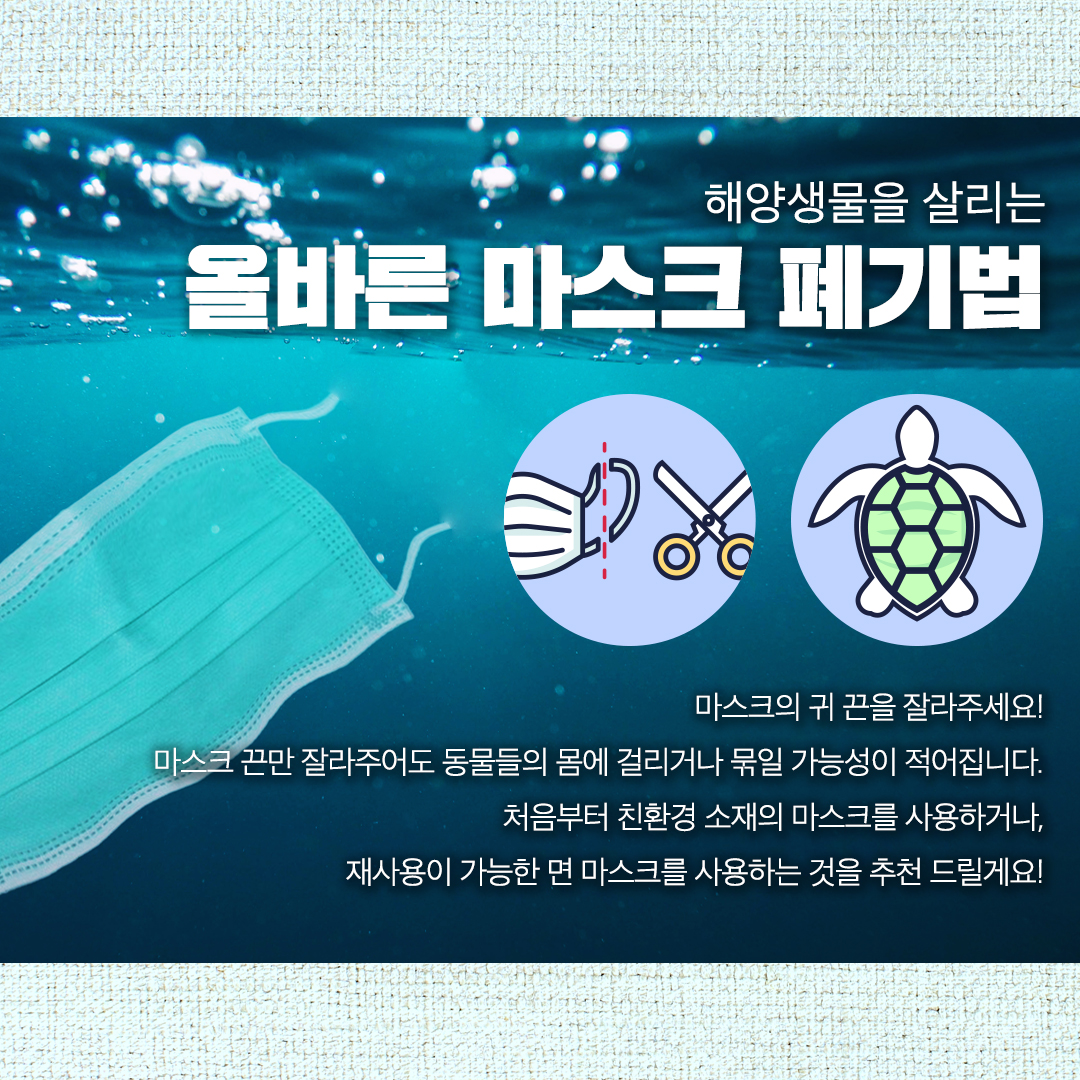 해양생물을 살리는
올바른 마스크 폐기법
마스크의 귀 끈을 잘라주세요!
마스크 끈만 잘라주어도 동물들의 몸에 걸리거나 묶일 가능성이 적어집니다.
처음부터 친환경 소재의 마스크를 사용하거나,
재사용이 가능한 면 마스크를 사용하는 것을 추천 드릴게요!